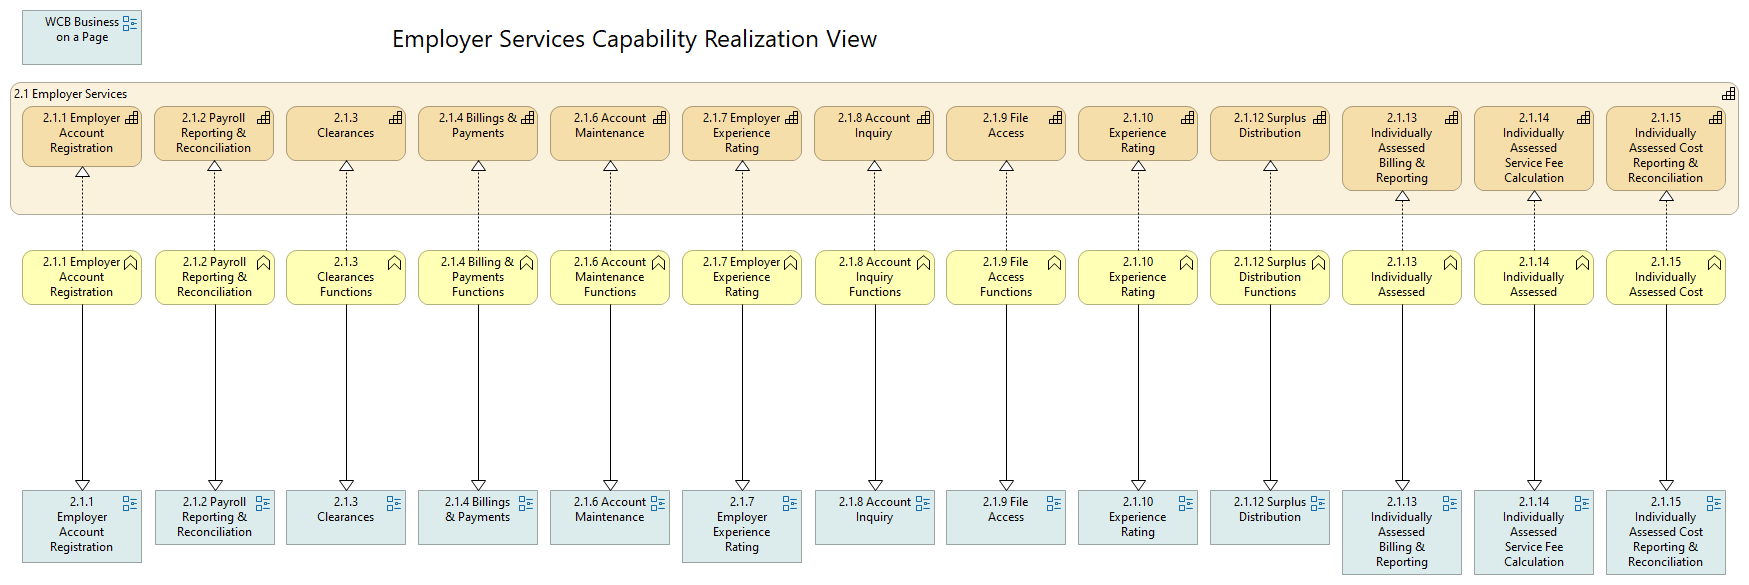 WCB Business
on a Page
Employer Services Capability Realization View
2.1 Employer Services
2.1.1 Employer
Account
Registration
2.1.2 Payroll
Reporting &
Reconciliation
2.1.3
Clearances
2.1.4 Billings &
Payments
2.1.6 Account
Maintenance
2.1.7 Employer
Experience
Rating
2.1.8 Account
Inquiry
2.1.9 File
Access
2.1.10
Experience
Rating
2.1.12 Surplus
Distribution
2.1.13
Individually
Assessed
Billing &
Reporting
2.1.14
Individually
Assessed
Service Fee
Calculation
2.1.15
Individually
Assessed Cost
Reporting &
Reconciliation
2.1.1 Employer
Account
Registration
2.1.2 Payroll
Reporting &
Reconciliation
2.1.3
Clearances
Functions
2.1.4 Billing &
Payments
Functions
2.1.6 Account
Maintenance
Functions
2.1.7 Employer
Experience
Rating
2.1.8 Account
Inquiry
Functions
2.1.9 File
Access
Functions
2.1.10
Experience
Rating
2.1.12 Surplus
Distribution
Functions
2.1.13
Individually
Assessed
2.1.14
Individually
Assessed
2.1.15
Individually
Assessed Cost
2.1.1
Employer
Account
Registration
2.1.2 Payroll
Reporting &
Reconciliation
2.1.3
Clearances
2.1.4 Billings
& Payments
2.1.6 Account
Maintenance
2.1.7
Employer
Experience
Rating
2.1.8 Account
Inquiry
2.1.9 File
Access
2.1.10
Experience
Rating
2.1.12 Surplus
Distribution
2.1.13
Individually
Assessed
Billing &
Reporting
2.1.14
Individually
Assessed
Service Fee
Calculation
2.1.15
Individually
Assessed Cost
Reporting &
Reconciliation